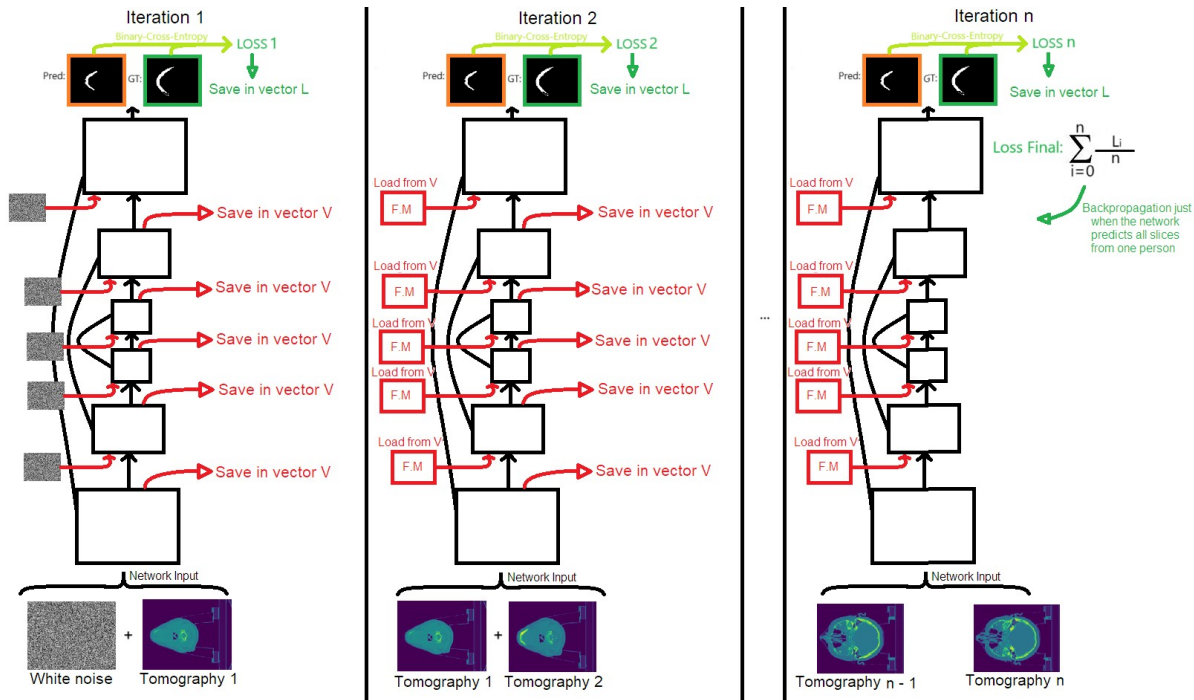 Iteration 1
Binary-Cross-Entropy
LOSS 1
Pred:
GT:
Save in vector L
Save in vector V
Save in vector V
Save in vector V
Save in vector V
Save in vector V
Network Input
+
White noise
Tomography 1
Iteration 2
Binary-Cross-Entropy
LOSS 2
Pred:
GT:
Save in vector L
Load from V
F.M
Save in vector V
Load from V
F.M
Save in vector V
Load from V
F.M
Save in vector V
Load from V
F.M
Save in vector V
Load from V
F.M
Save in vector V
Network Input
+
Tomography 1
Tomography 2
...
Iteration n
Binary-Cross-Entropy
LOSS n
Pred:
GT:
Save in vector L
Loss Final: n∑i=0 Li/n
Backpropagation just
when the network
predicts all slices
from one person
Load from V
F.M
Load from V
F.M
Load from V
F.M
Load from V
F.M
Load from V
F.M
Network Input
Tomography n - 1
Tomography n